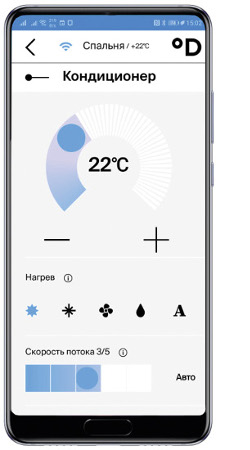 15:02
Спальня / +22°C
°D
Кондиционер
22°C
Нагрев
A
Скорость потока 3/5
Авто